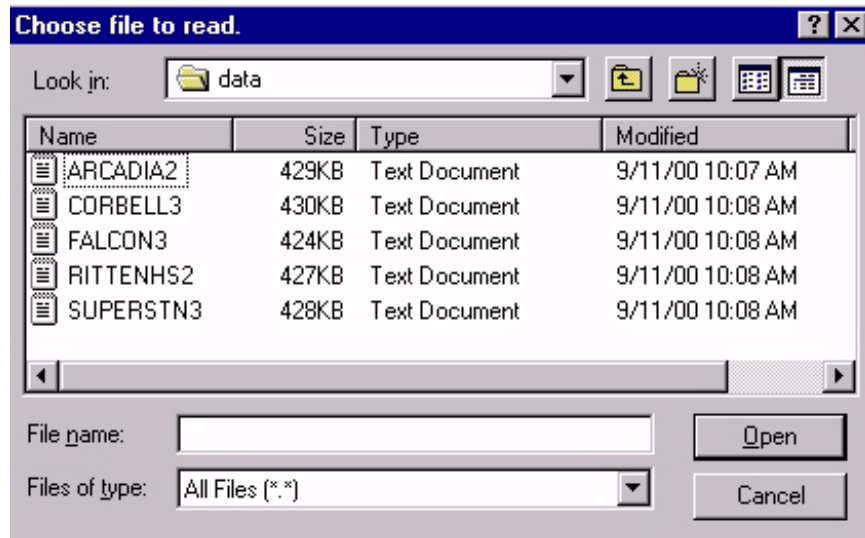 Choose file to read.
Look in: data
Name Size Type Modified
ARCADIA2 429KB Text Document 9/11/00 10:07 AM
CORBELL3 430KB Text Document 9/11/00 10:08 AM
FALCON3 424KB Text Document 9/11/00 10:08 AM
RITTENHS2 427KB Text Document 9/11/00 10:08 AM
SUPERSTN3 428KB Text Document 9/11/00 10:08 AM
File name: Open
Files of type: All Files (*.*) Cancel